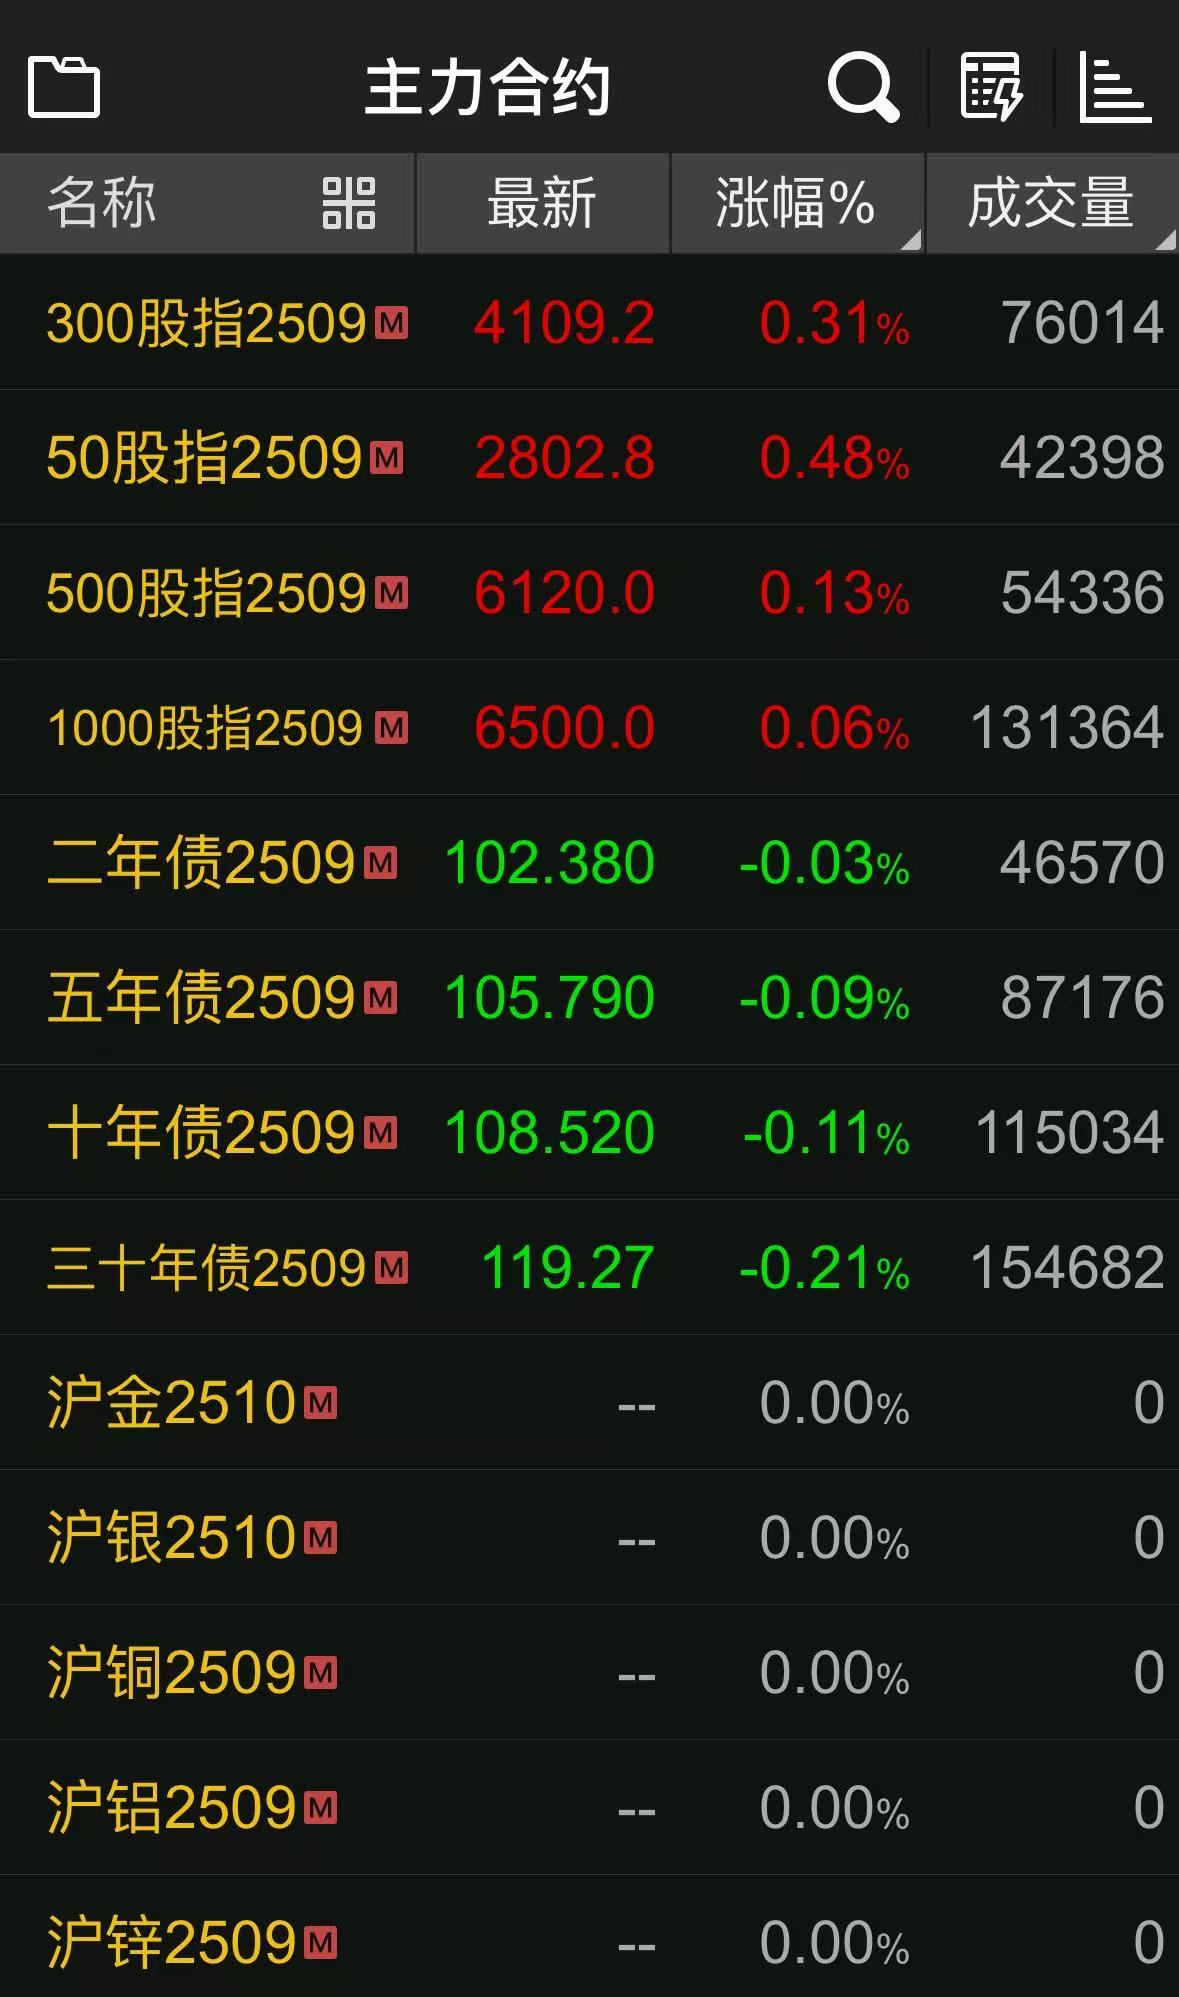 主力合约
名称 最新 涨幅% 成交量
300股指2509 M 4109.2 0.31% 76014
50股指2509 M 2802.8 0.48% 42398
500股指2509 M 6120.0 0.13% 54336
1000股指2509 M 6500.0 0.06% 131364
二年债2509 M 102.380 -0.03% 46570
五年债2509 M 105.790 -0.09% 87176
十年债2509 M 108.520 -0.11% 115034
三十年债2509 M 119.27 -0.21% 154682
沪金2510 M -- 0.00% 0
沪银2510 M -- 0.00% 0
沪铜2509 M -- 0.00% 0
沪铝2509 M -- 0.00% 0
沪锌2509 M -- 0.00% 0